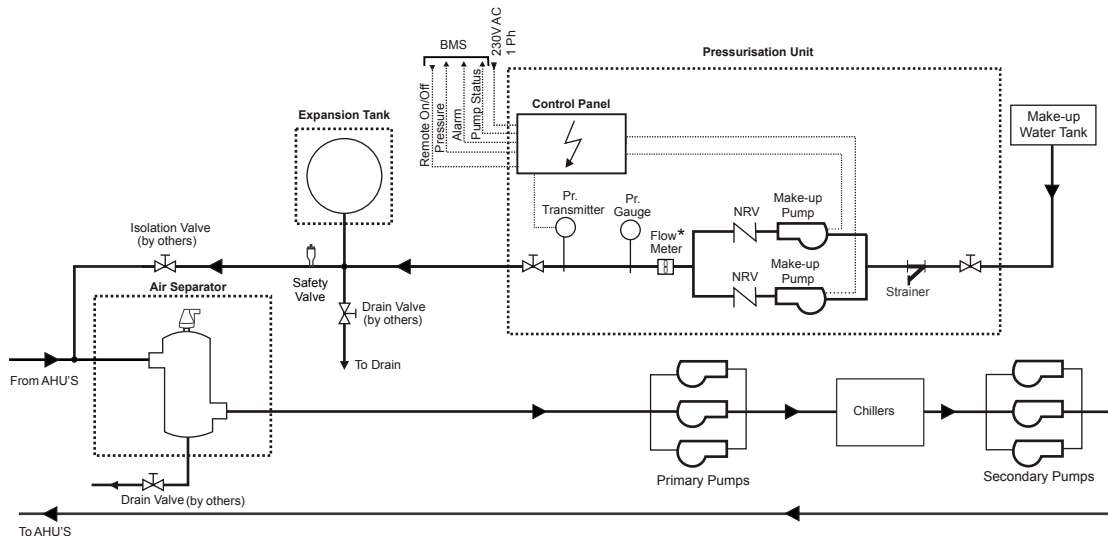 BMS
230V AC
1 Ph
Remote On/Off
Pressure
Alarm
Pump Status
Pressurisation Unit
Control Panel
Expansion Tank
Make-up
Water Tank
Pr.
Transmitter
Pr.
Gauge
Flow*
Meter
NRV
Make-up
Pump
NRV
Make-up
Pump
Strainer
Isolation Valve
(by others)
Safety
Valve
Air Separator
Drain Valve
(by others)
To Drain
From AHU'S
Chillers
Primary Pumps
Secondary Pumps
Drain Valve (by others)
To AHU'S